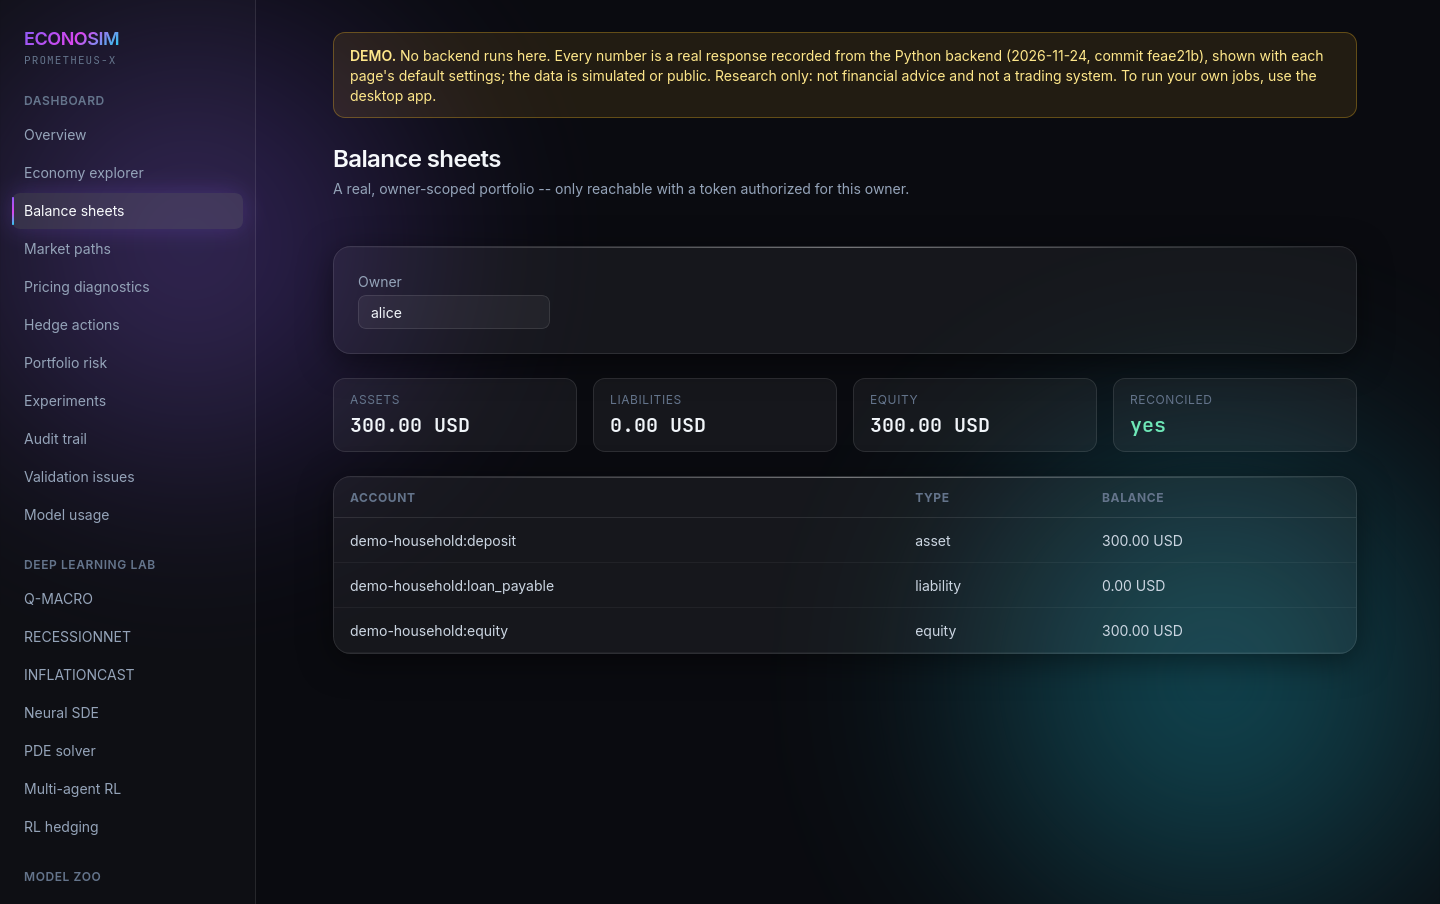 ECONOSIM
PROMETHEUS-X
DASHBOARD
Overview
Economy explorer
Balance sheets
Market paths
Pricing diagnostics
Hedge actions
Portfolio risk
Experiments
Audit trail
Validation issues
Model usage
DEEP LEARNING LAB
Q-MACRO
RECESSIONNET
INFLATIONCAST
Neural SDE
PDE solver
Multi-agent RL
RL hedging
MODEL ZOO
DEMO. No backend runs here. Every number is a real response recorded from the Python backend (2026-11-24, commit feae21b), shown with each
page's default settings; the data is simulated or public. Research only: not financial advice and not a trading system. To run your own jobs, use the
desktop app.
Balance sheets
A real, owner-scoped portfolio -- only reachable with a token authorized for this owner.
Owner
alice
ASSETS
300.00 USD
LIABILITIES
0.00 USD
EQUITY
300.00 USD
RECONCILED
yes
ACCOUNT TYPE BALANCE
demo-household:deposit asset 300.00 USD
demo-household:loan_payable liability 0.00 USD
demo-household:equity equity 300.00 USD